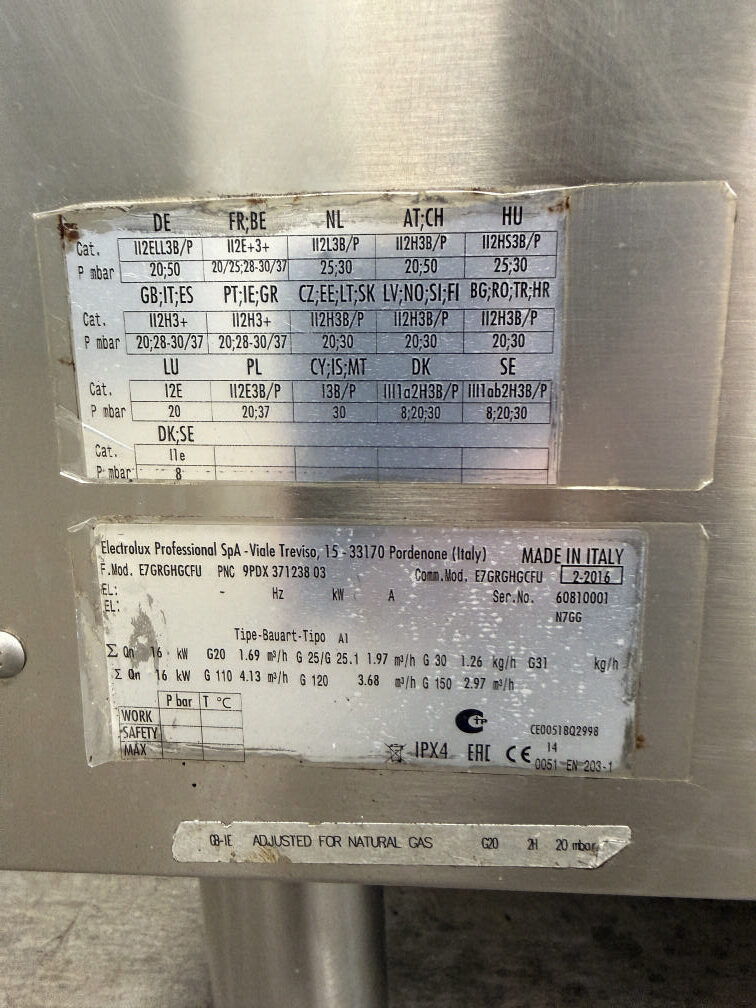 DE FR;BE NL AT;CH HU
Cat. II2ELL3B/P II2E+3+ II2L3B/P II2H3B/P II2HS3B/P
P mbar 20;50 20/25;28-30/37 25;30 20;50 25;30
GB;IT;ES PT;IE;GR CZ;EE;LT;SK LV;NO;SI;FI BG;RO;TR;HR
Cat. II2H3+ II2H3+ II2H3B/P II2H3B/P II2H3B/P
P mbar 20;28-30/37 20;28-30/37 20;30 20;30 20;30
LU PL CY;IS;MT DK SE
Cat. I2E II2E3B/P I3B/P III1a2H3B/P III1ab2H3B/P
P mbar 20 20;37 30 8;20;30 8;20;30
DK;SE
Cat. I1e
P mbar 8
Electrolux Professional SpA - Viale Treviso, 15 - 33170 Pordenone (Italy) MADE IN ITALY
F.Mod. E7GRGHGCFU PNC 9PDX 371238 03 Comm.Mod. E7GRGHGCFU 2-2016
EL: - Hz kW A Ser.No. 60810001
EL: N7GG
Tipe-Bauart-Tipo A1
Σ Qn 16 kW G20 1.69 m³/h G 25/G 25.1 1.97 m³/h G 30 1.26 kg/h G31 kg/h
Σ Qn 16 kW G 110 4.13 m³/h G 120 3.68 m³/h G 150 2.97 m³/h
P bar T °C
WORK
SAFETY
MAX
CE0051BQ2998
IPX4 EAC CE 14
0051 EN 203-1
GB-IE ADJUSTED FOR NATURAL GAS G20 2H 20 mbar